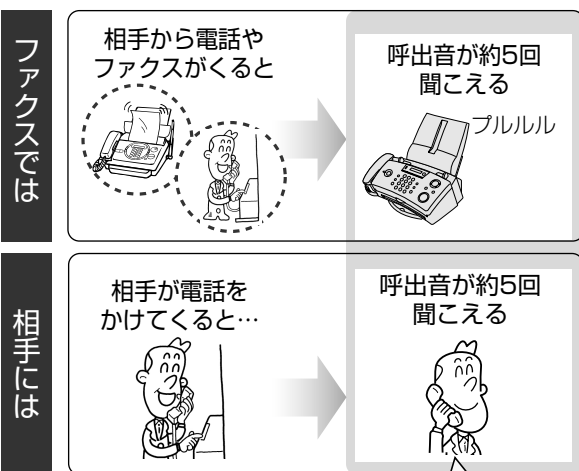 ファクスでは
相手から電話や
ファクスがくると
呼出音が約5回
聞こえる
プルルル
相手には
相手が電話を
かけてくると…
呼出音が約5回
聞こえる